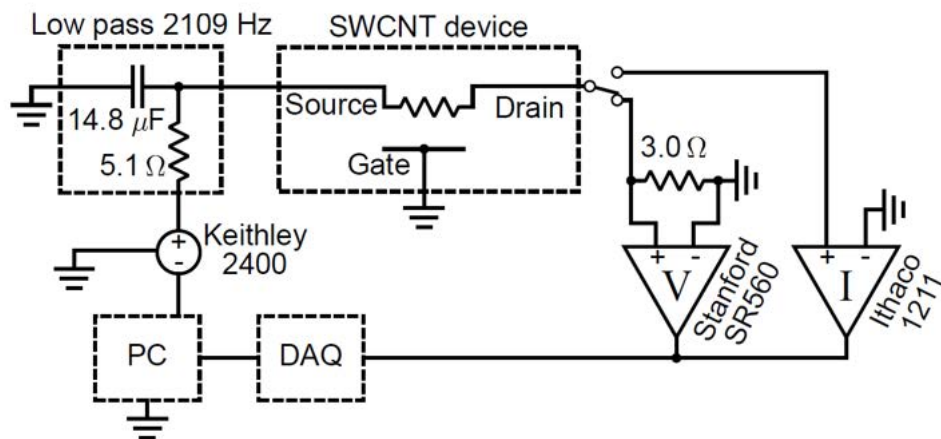 Low pass 2109 Hz
SWCNT device
14.8 μF
5.1 Ω
Source
Drain
Gate
3.0 Ω
+
-
Keithley
2400
+ -
V
Stanford
SR560
+ -
I
Ithaco
1211
PC
DAQ